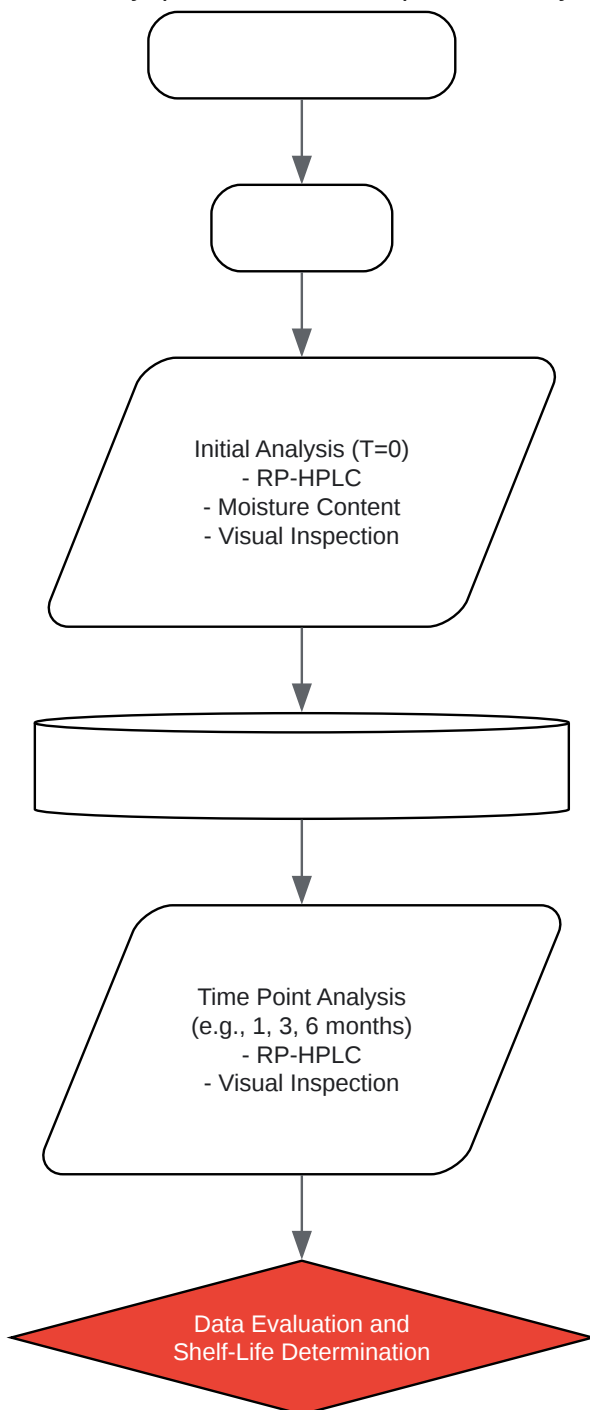 Initial Analysis (T=0)
- RP-HPLC
- Moisture Content
- Visual Inspection
Time Point Analysis
(e.g., 1, 3, 6 months)
- RP-HPLC
- Visual Inspection
Data Evaluation and
Shelf-Life Determination